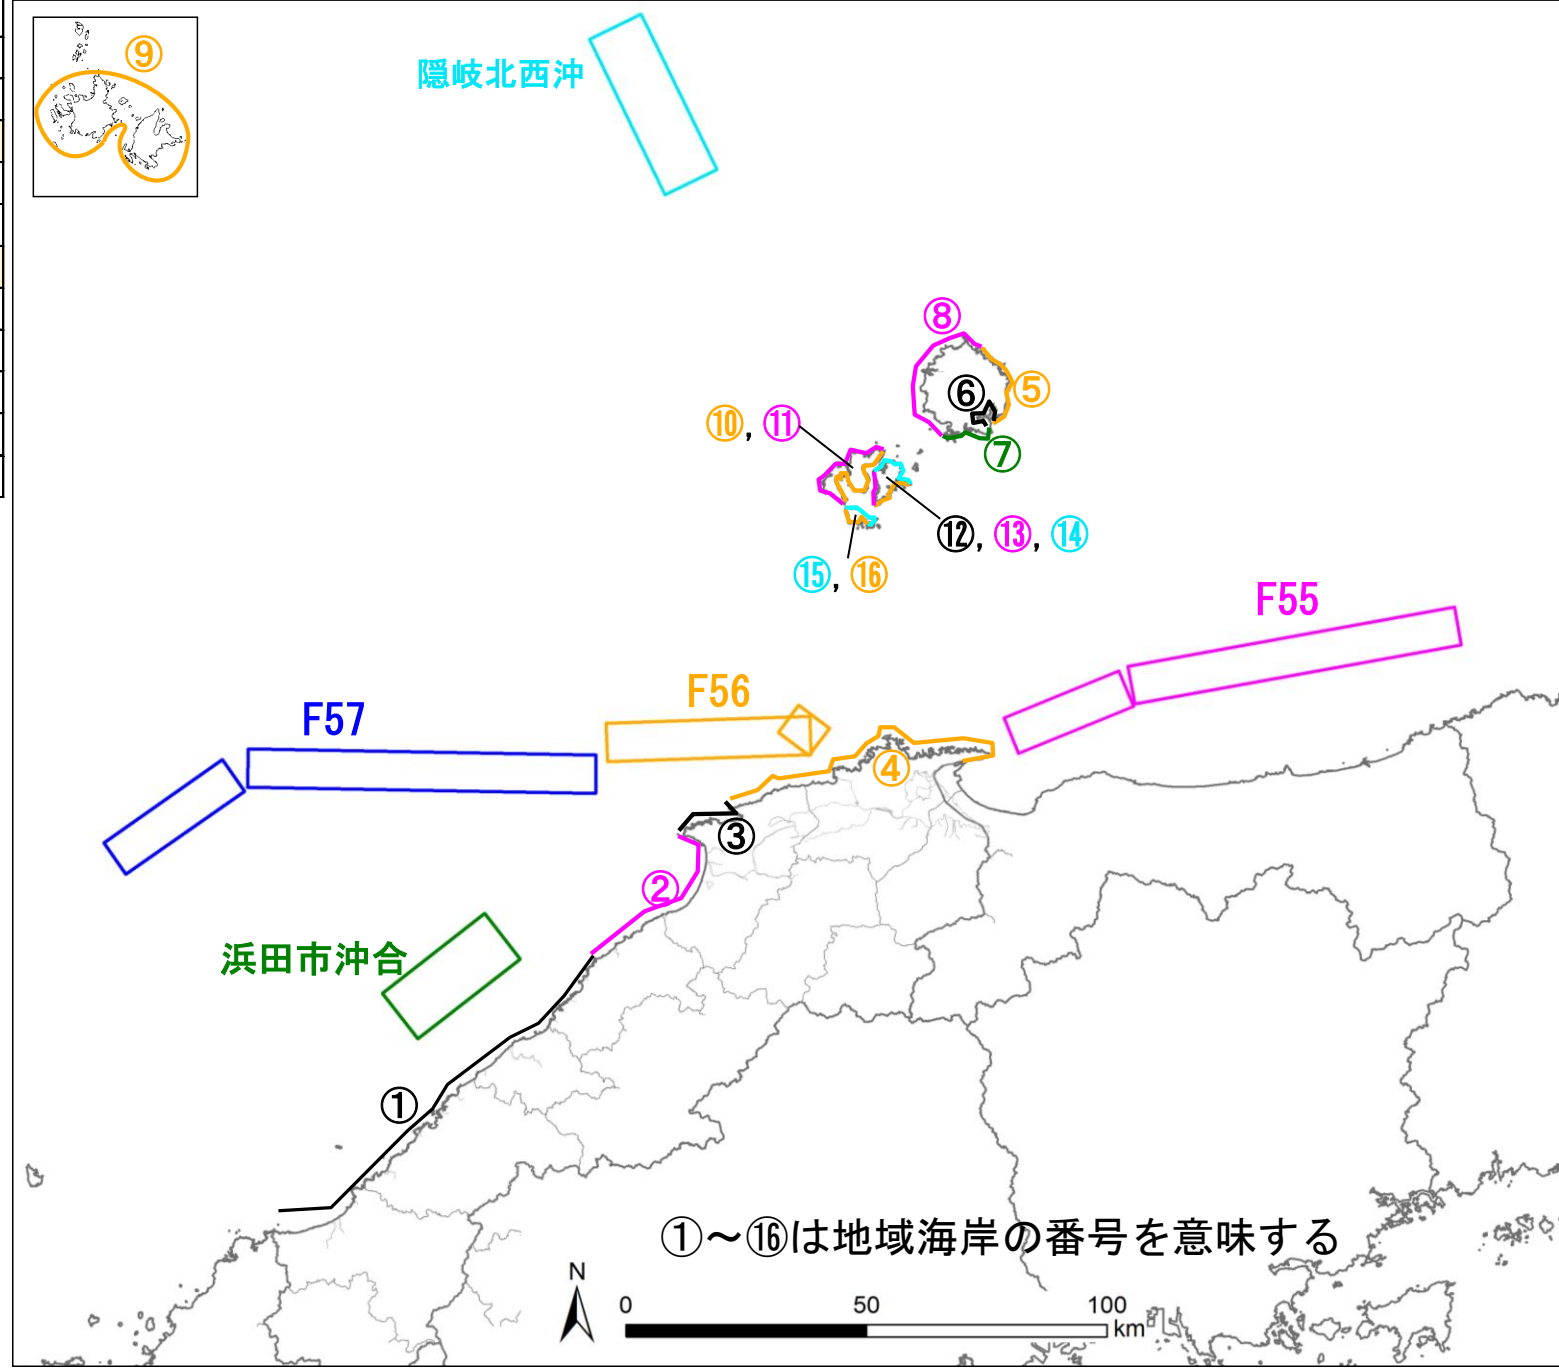 ⑨
隠岐北西沖
⑧
⑥
⑤
⑩, ⑪
⑦
⑫, ⑬, ⑭
⑮, ⑯
F55
F56
F57
④
③
②
浜田市沖合
①
①~⑯は地域海岸の番号を意味する
N
0 50 100
km